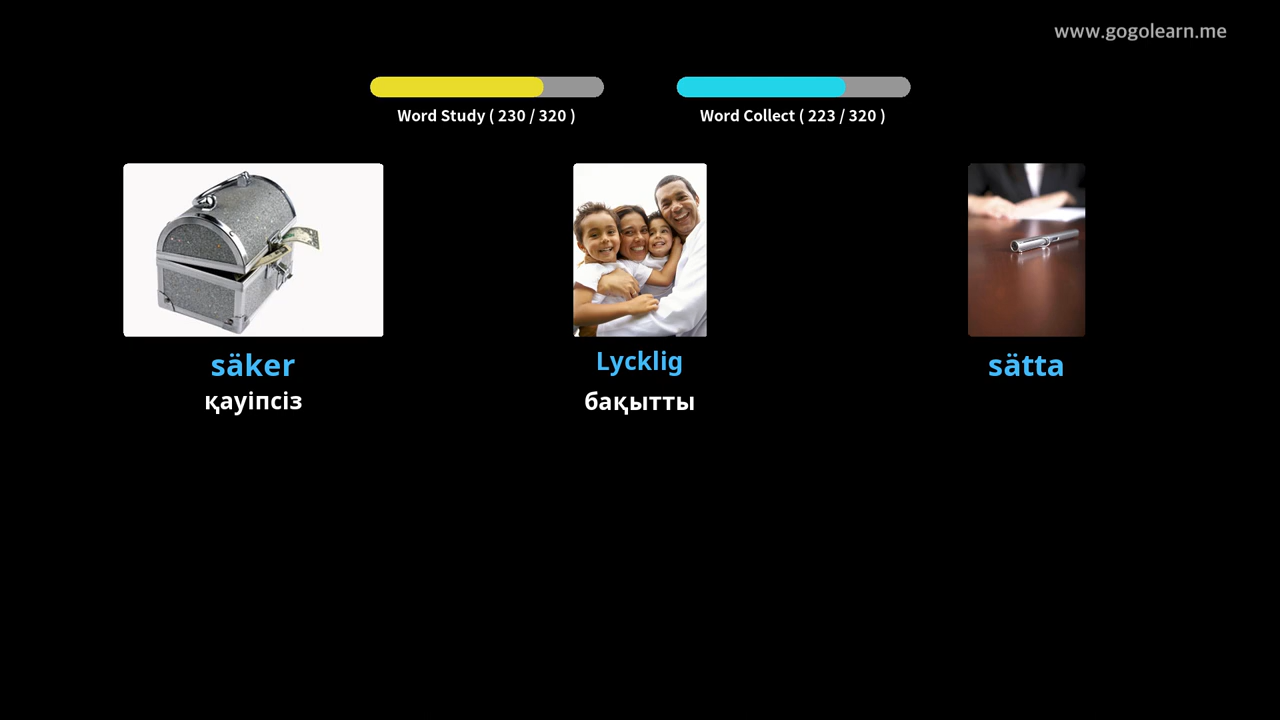 www.gogolearn.me
Word Study ( 230 / 320 )
Word Collect ( 223 / 320 )
säker
қауіпсіз
Lycklig
бақытты
sätta